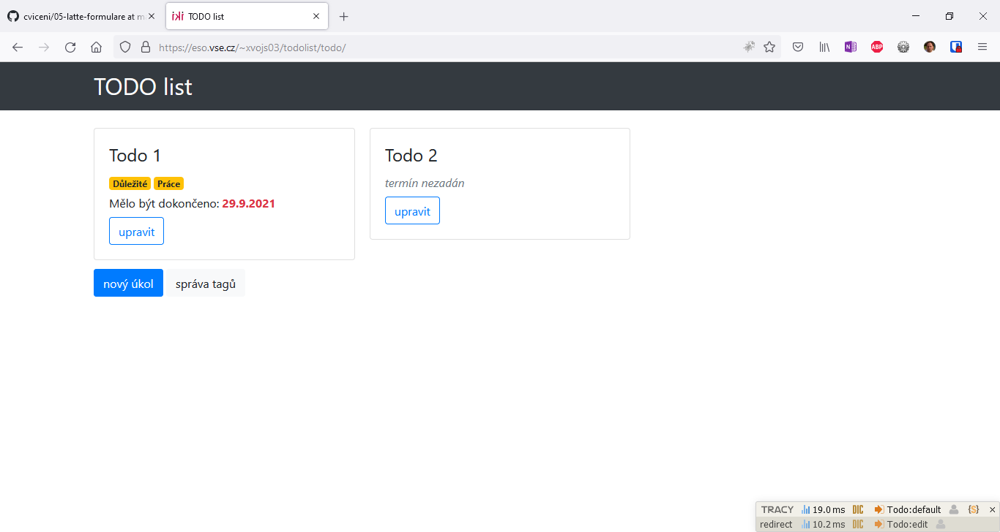 cviceni/05-latte-formulare at m
TODO list
https://eso.vse.cz/~xvojs03/todolist/todo/
N
ABP
TODO list
Todo 1
Důležité Práce
Mělo být dokončeno: 29.9.2021
upravit
Todo 2
termín nezadán
upravit
nový úkol správa tagů
TRACY 19.0 ms DIC Todo:default {$}
redirect 10.2 ms DIC Todo:edit